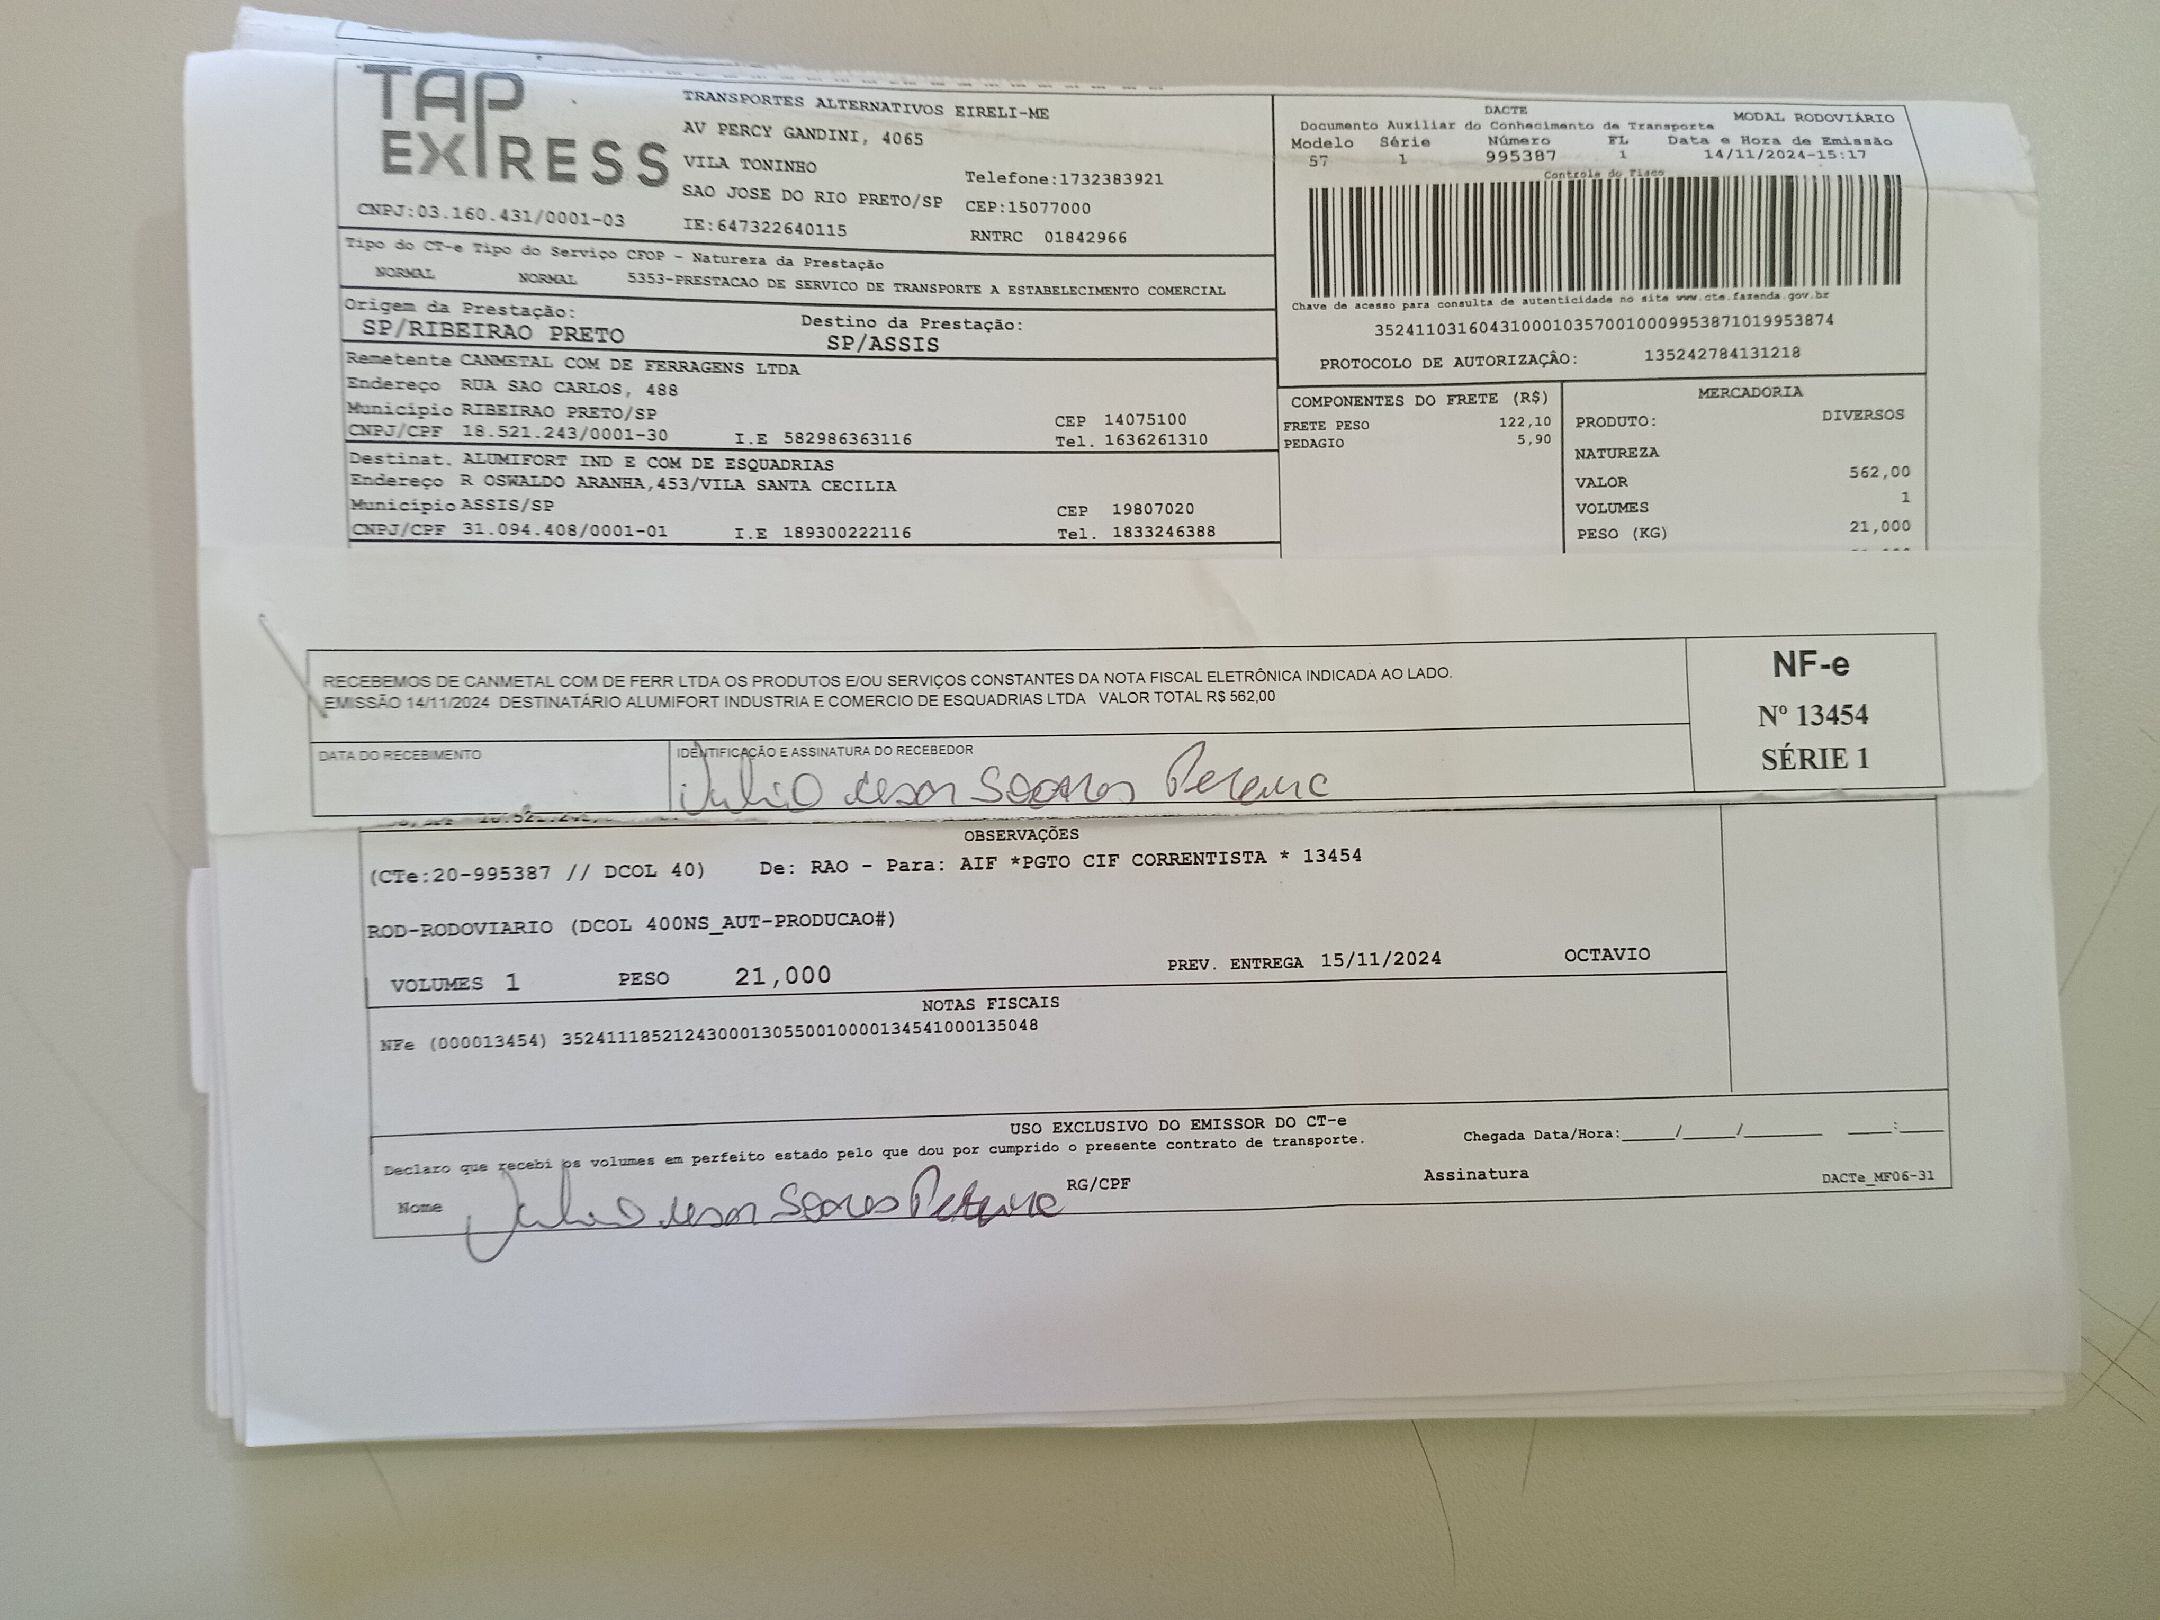 TAP
EXPRESS
TRANSPORTES ALTERNATIVOS EIRELI-ME
AV PERCY GANDINI, 4065
VILA TONINHO
Telefone:1732383921
SAO JOSE DO RIO PRETO/SP CEP:15077000
CNPJ:03.160.431/0001-03 IE:647322640115 RNTRC 01842966
Tipo do CT-e Tipo do Serviço CFOP - Natureza da Prestação
NORMAL NORMAL 5353-PRESTACAO DE SERVICO DE TRANSPORTE A ESTABELECIMENTO COMERCIAL
Origem da Prestação: Destino da Prestação:
SP/RIBEIRAO PRETO SP/ASSIS
Remetente CANMETAL COM DE FERRAGENS LTDA
Endereço RUA SAO CARLOS, 488
Município RIBEIRAO PRETO/SP CEP 14075100
CNPJ/CPF 18.521.243/0001-30 I.E 582986363116 Tel. 1636261310
Destinat. ALUMIFORT IND E COM DE ESQUADRIAS
Endereço R OSWALDO ARANHA,453/VILA SANTA CECILIA
Município ASSIS/SP CEP 19807020
CNPJ/CPF 31.094.408/0001-01 I.E 189300222116 Tel. 1833246388
DACTE MODAL RODOVIÁRIO
Documento Auxiliar do Conhecimento de Transporte
Modelo Série Número FL Data e Hora de Emissão
57 1 995387 1 14/11/2024-15:17
Controle do Fisco
Chave de acesso para consulta de autenticidade no site www.cte.fazenda.gov.br
35241103160431000103570010009953871019953874
PROTOCOLO DE AUTORIZAÇÂO: 135242784131218
COMPONENTES DO FRETE (R$)
FRETE PESO 122,10
PEDAGIO 5,90
MERCADORIA
PRODUTO: DIVERSOS
NATUREZA
VALOR 562,00
VOLUMES 1
PESO (KG) 21,000
RECEBEMOS DE CANMETAL COM DE FERR LTDA OS PRODUTOS E/OU SERVIÇOS CONSTANTES DA NOTA FISCAL ELETRÔNICA INDICADA AO LADO.
EMISSÃO 14/11/2024 DESTINATÁRIO ALUMIFORT INDUSTRIA E COMERCIO DE ESQUADRIAS LTDA VALOR TOTAL R$ 562,00
DATA DO RECEBIMENTO IDENTIFICAÇÃO E ASSINATURA DO RECEBEDOR
Julio cesar Soares
NF-e
Nº 13454
SÉRIE 1
OBSERVAÇÕES
(CTe:20-995387 // DCOL 40) De: RAO - Para: AIF *PGTO CIF CORRENTISTA * 13454
ROD-RODOVIARIO (DCOL 400NS_AUT-PRODUCAO#)
VOLUMES 1 PESO 21,000 PREV. ENTREGA 15/11/2024 OCTAVIO
NOTAS FISCAIS
NFe (000013454) 35241118521243000130550010000134541000135048
USO EXCLUSIVO DO EMISSOR DO CT-e
Declaro que recebi os volumes em perfeito estado pelo que dou por cumprido o presente contrato de transporte. Chegada Data/Hora:_____/_____/________ ____:____
Nome Julio cesar Soares RG/CPF Assinatura DACTe_MF06-31